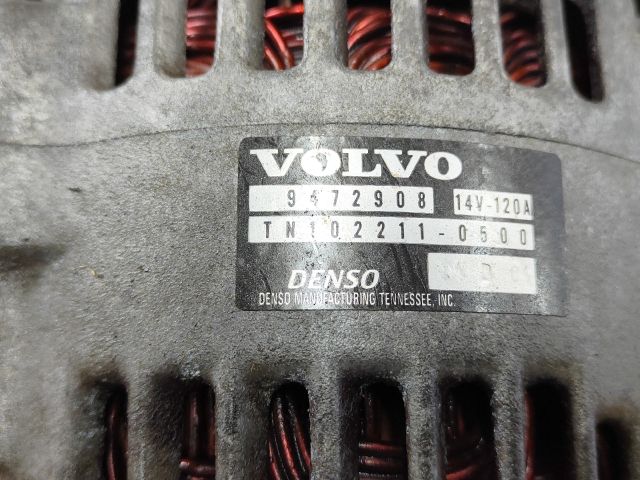 VOLVO
9472908 14V-120A
TN102211-0500
DENSO D
DENSO MANUFACTURING TENNESSEE, INC.